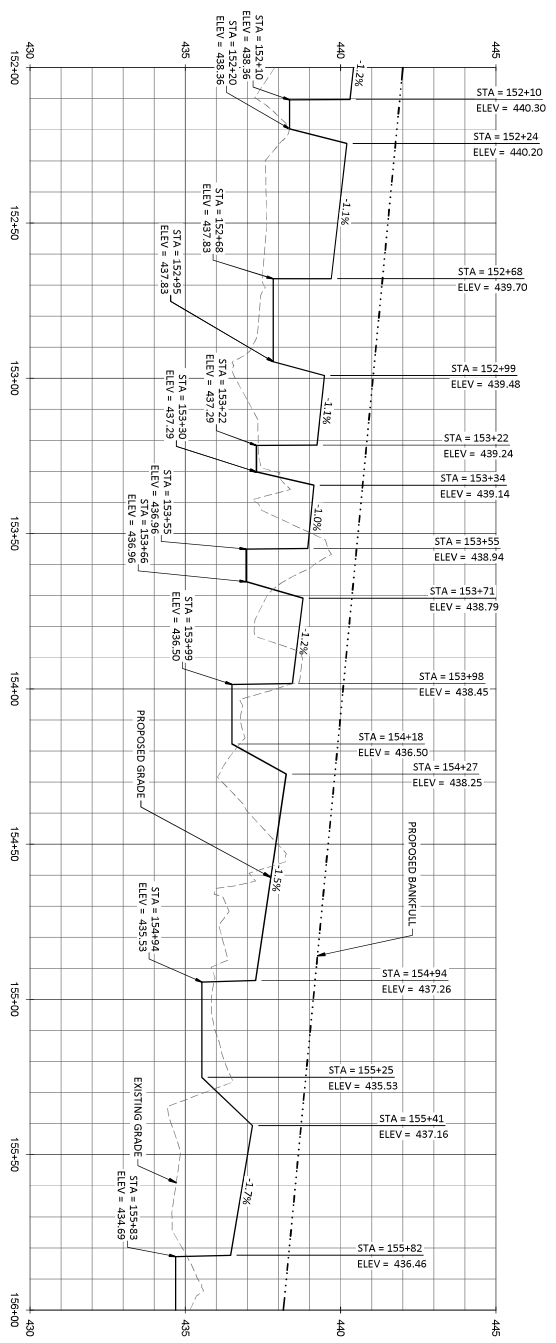 430
435
440
445
STA = 152+10
ELEV = 438.36
STA = 152+20
ELEV = 438.36
-1.2%
STA = 152+10
ELEV = 440.30
STA = 152+24
ELEV = 440.20
-1.1%
STA = 152+68
ELEV = 437.83
STA = 152+95
ELEV = 437.83
STA = 152+68
ELEV = 439.70
STA = 152+99
ELEV = 439.48
-1.1%
STA = 153+22
ELEV = 437.29
STA = 153+30
ELEV = 437.29
STA = 153+22
ELEV = 439.24
STA = 153+34
ELEV = 439.14
-1.0%
STA = 153+55
ELEV = 436.96
STA = 153+66
ELEV = 436.96
STA = 153+55
ELEV = 438.94
STA = 153+71
ELEV = 438.79
-1.2%
STA = 153+99
ELEV = 436.50
STA = 153+98
ELEV = 438.45
STA = 154+18
ELEV = 436.50
STA = 154+27
ELEV = 438.25
PROPOSED GRADE
-1.5%
PROPOSED BANKFULL
STA = 154+94
ELEV = 435.53
STA = 154+94
ELEV = 437.26
STA = 155+25
ELEV = 435.53
STA = 155+41
ELEV = 437.16
EXISTING GRADE
-1.7%
STA = 155+83
ELEV = 434.69
STA = 155+82
ELEV = 436.46
152+00
152+50
153+00
153+50
154+00
154+50
155+00
155+50
156+00
430
435
440
445